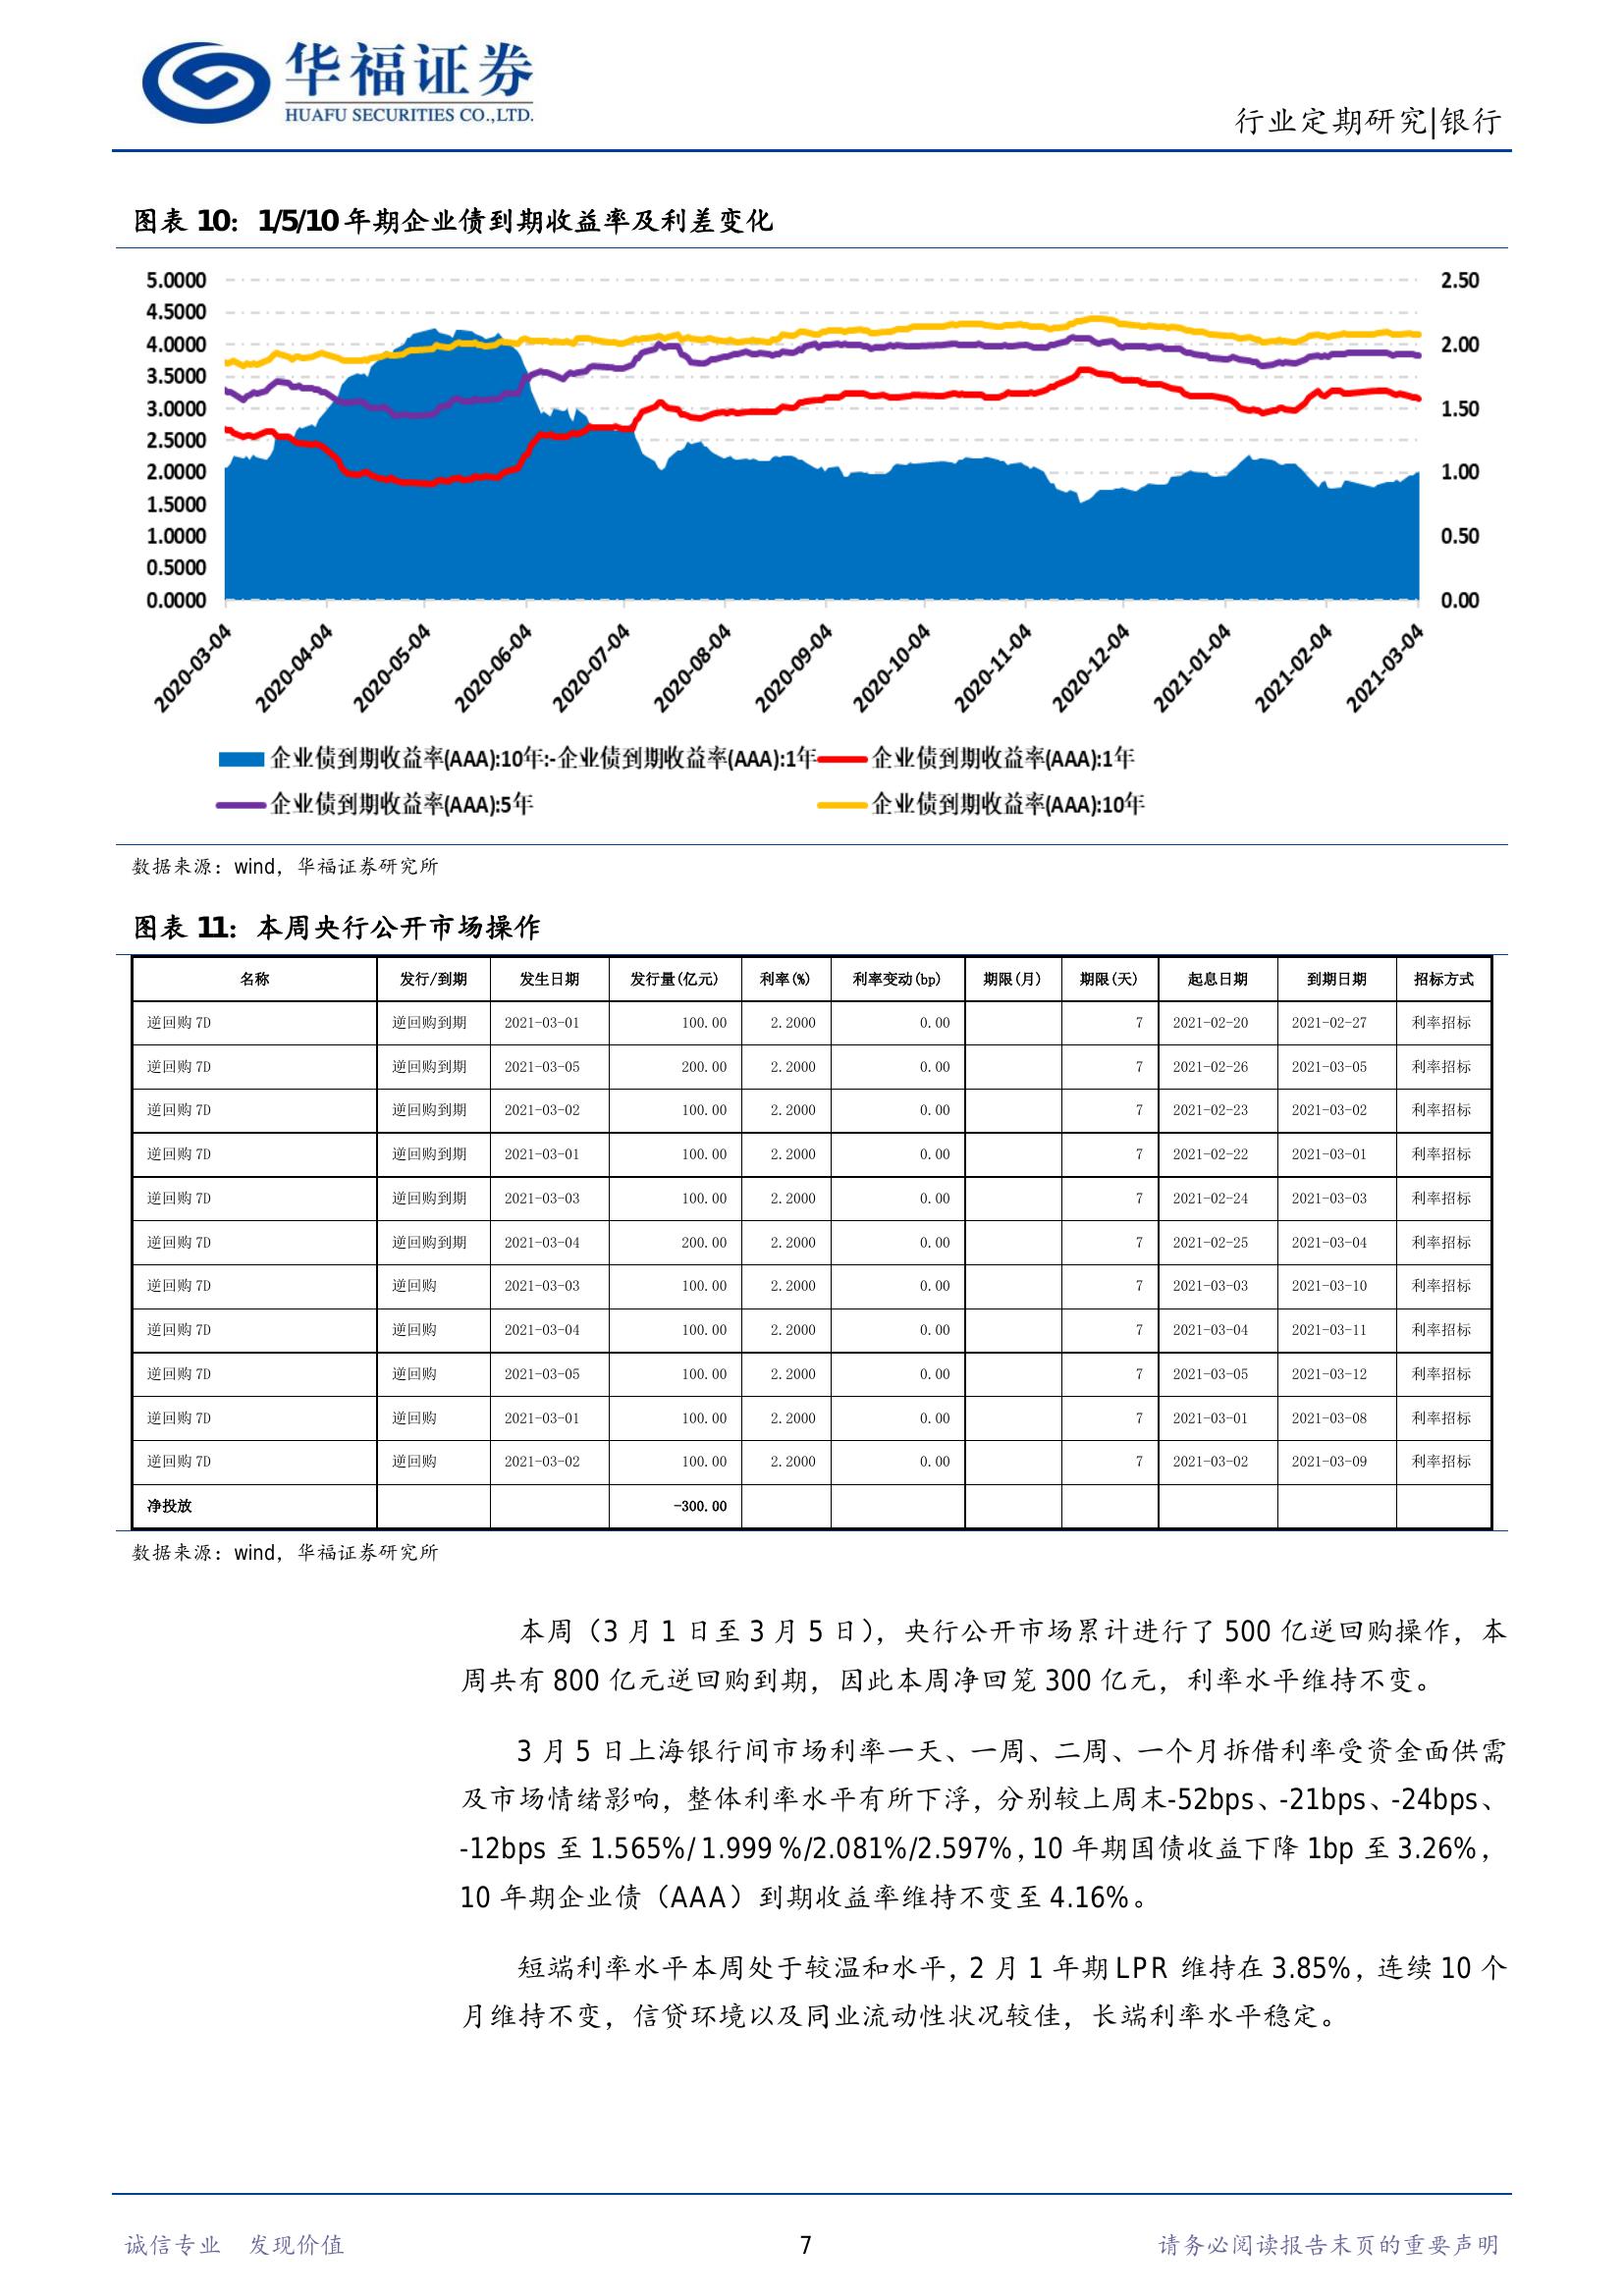 华福证券
HUAFU SECURITIES CO.,LTD.
行业定期研究|银行
图表 10：1/5/10年期企业债到期收益率及利差变化
5.0000 2.50
4.5000
4.0000 2.00
3.5000
3.0000 1.50
2.5000
2.0000 1.00
1.5000
1.0000 0.50
0.5000
0.0000 0.00
2020-03-04 2020-04-04 2020-05-04 2020-06-04 2020-07-04 2020-08-04 2020-09-04 2020-10-04 2020-11-04 2020-12-04 2021-01-04 2021-02-04 2021-03-04
企业债到期收益率(AAA):10年:-企业债到期收益率(AAA):1年 企业债到期收益率(AAA):1年
企业债到期收益率(AAA):5年 企业债到期收益率(AAA):10年
数据来源：wind，华福证券研究所
图表 11：本周央行公开市场操作
名称 发行/到期 发生日期 发行量(亿元) 利率(%) 利率变动(bp) 期限(月) 期限(天) 起息日期 到期日期 招标方式
逆回购 7D 逆回购到期 2021-03-01 100.00 2.2000 0.00 7 2021-02-20 2021-02-27 利率招标
逆回购 7D 逆回购到期 2021-03-05 200.00 2.2000 0.00 7 2021-02-26 2021-03-05 利率招标
逆回购 7D 逆回购到期 2021-03-02 100.00 2.2000 0.00 7 2021-02-23 2021-03-02 利率招标
逆回购 7D 逆回购到期 2021-03-01 100.00 2.2000 0.00 7 2021-02-22 2021-03-01 利率招标
逆回购 7D 逆回购到期 2021-03-03 100.00 2.2000 0.00 7 2021-02-24 2021-03-03 利率招标
逆回购 7D 逆回购到期 2021-03-04 200.00 2.2000 0.00 7 2021-02-25 2021-03-04 利率招标
逆回购 7D 逆回购 2021-03-03 100.00 2.2000 0.00 7 2021-03-03 2021-03-10 利率招标
逆回购 7D 逆回购 2021-03-04 100.00 2.2000 0.00 7 2021-03-04 2021-03-11 利率招标
逆回购 7D 逆回购 2021-03-05 100.00 2.2000 0.00 7 2021-03-05 2021-03-12 利率招标
逆回购 7D 逆回购 2021-03-01 100.00 2.2000 0.00 7 2021-03-01 2021-03-08 利率招标
逆回购 7D 逆回购 2021-03-02 100.00 2.2000 0.00 7 2021-03-02 2021-03-09 利率招标
净投放 -300.00
数据来源：wind，华福证券研究所
本周（3 月 1 日至 3 月 5 日），央行公开市场累计进行了 500 亿逆回购操作，本
周共有 800 亿元逆回购到期，因此本周净回笼 300 亿元，利率水平维持不变。
3 月 5 日上海银行间市场利率一天、一周、二周、一个月拆借利率受资金面供需
及市场情绪影响，整体利率水平有所下浮，分别较上周末-52bps、-21bps、-24bps、
-12bps 至 1.565%/ 1.999 %/2.081%/2.597%，10 年期国债收益下降 1bp 至 3.26%，
10 年期企业债（AAA）到期收益率维持不变至 4.16%。
短端利率水平本周处于较温和水平，2 月 1 年期 LPR 维持在 3.85%，连续 10 个
月维持不变，信贷环境以及同业流动性状况较佳，长端利率水平稳定。
诚信专业 发现价值 7 请务必阅读报告末页的重要声明